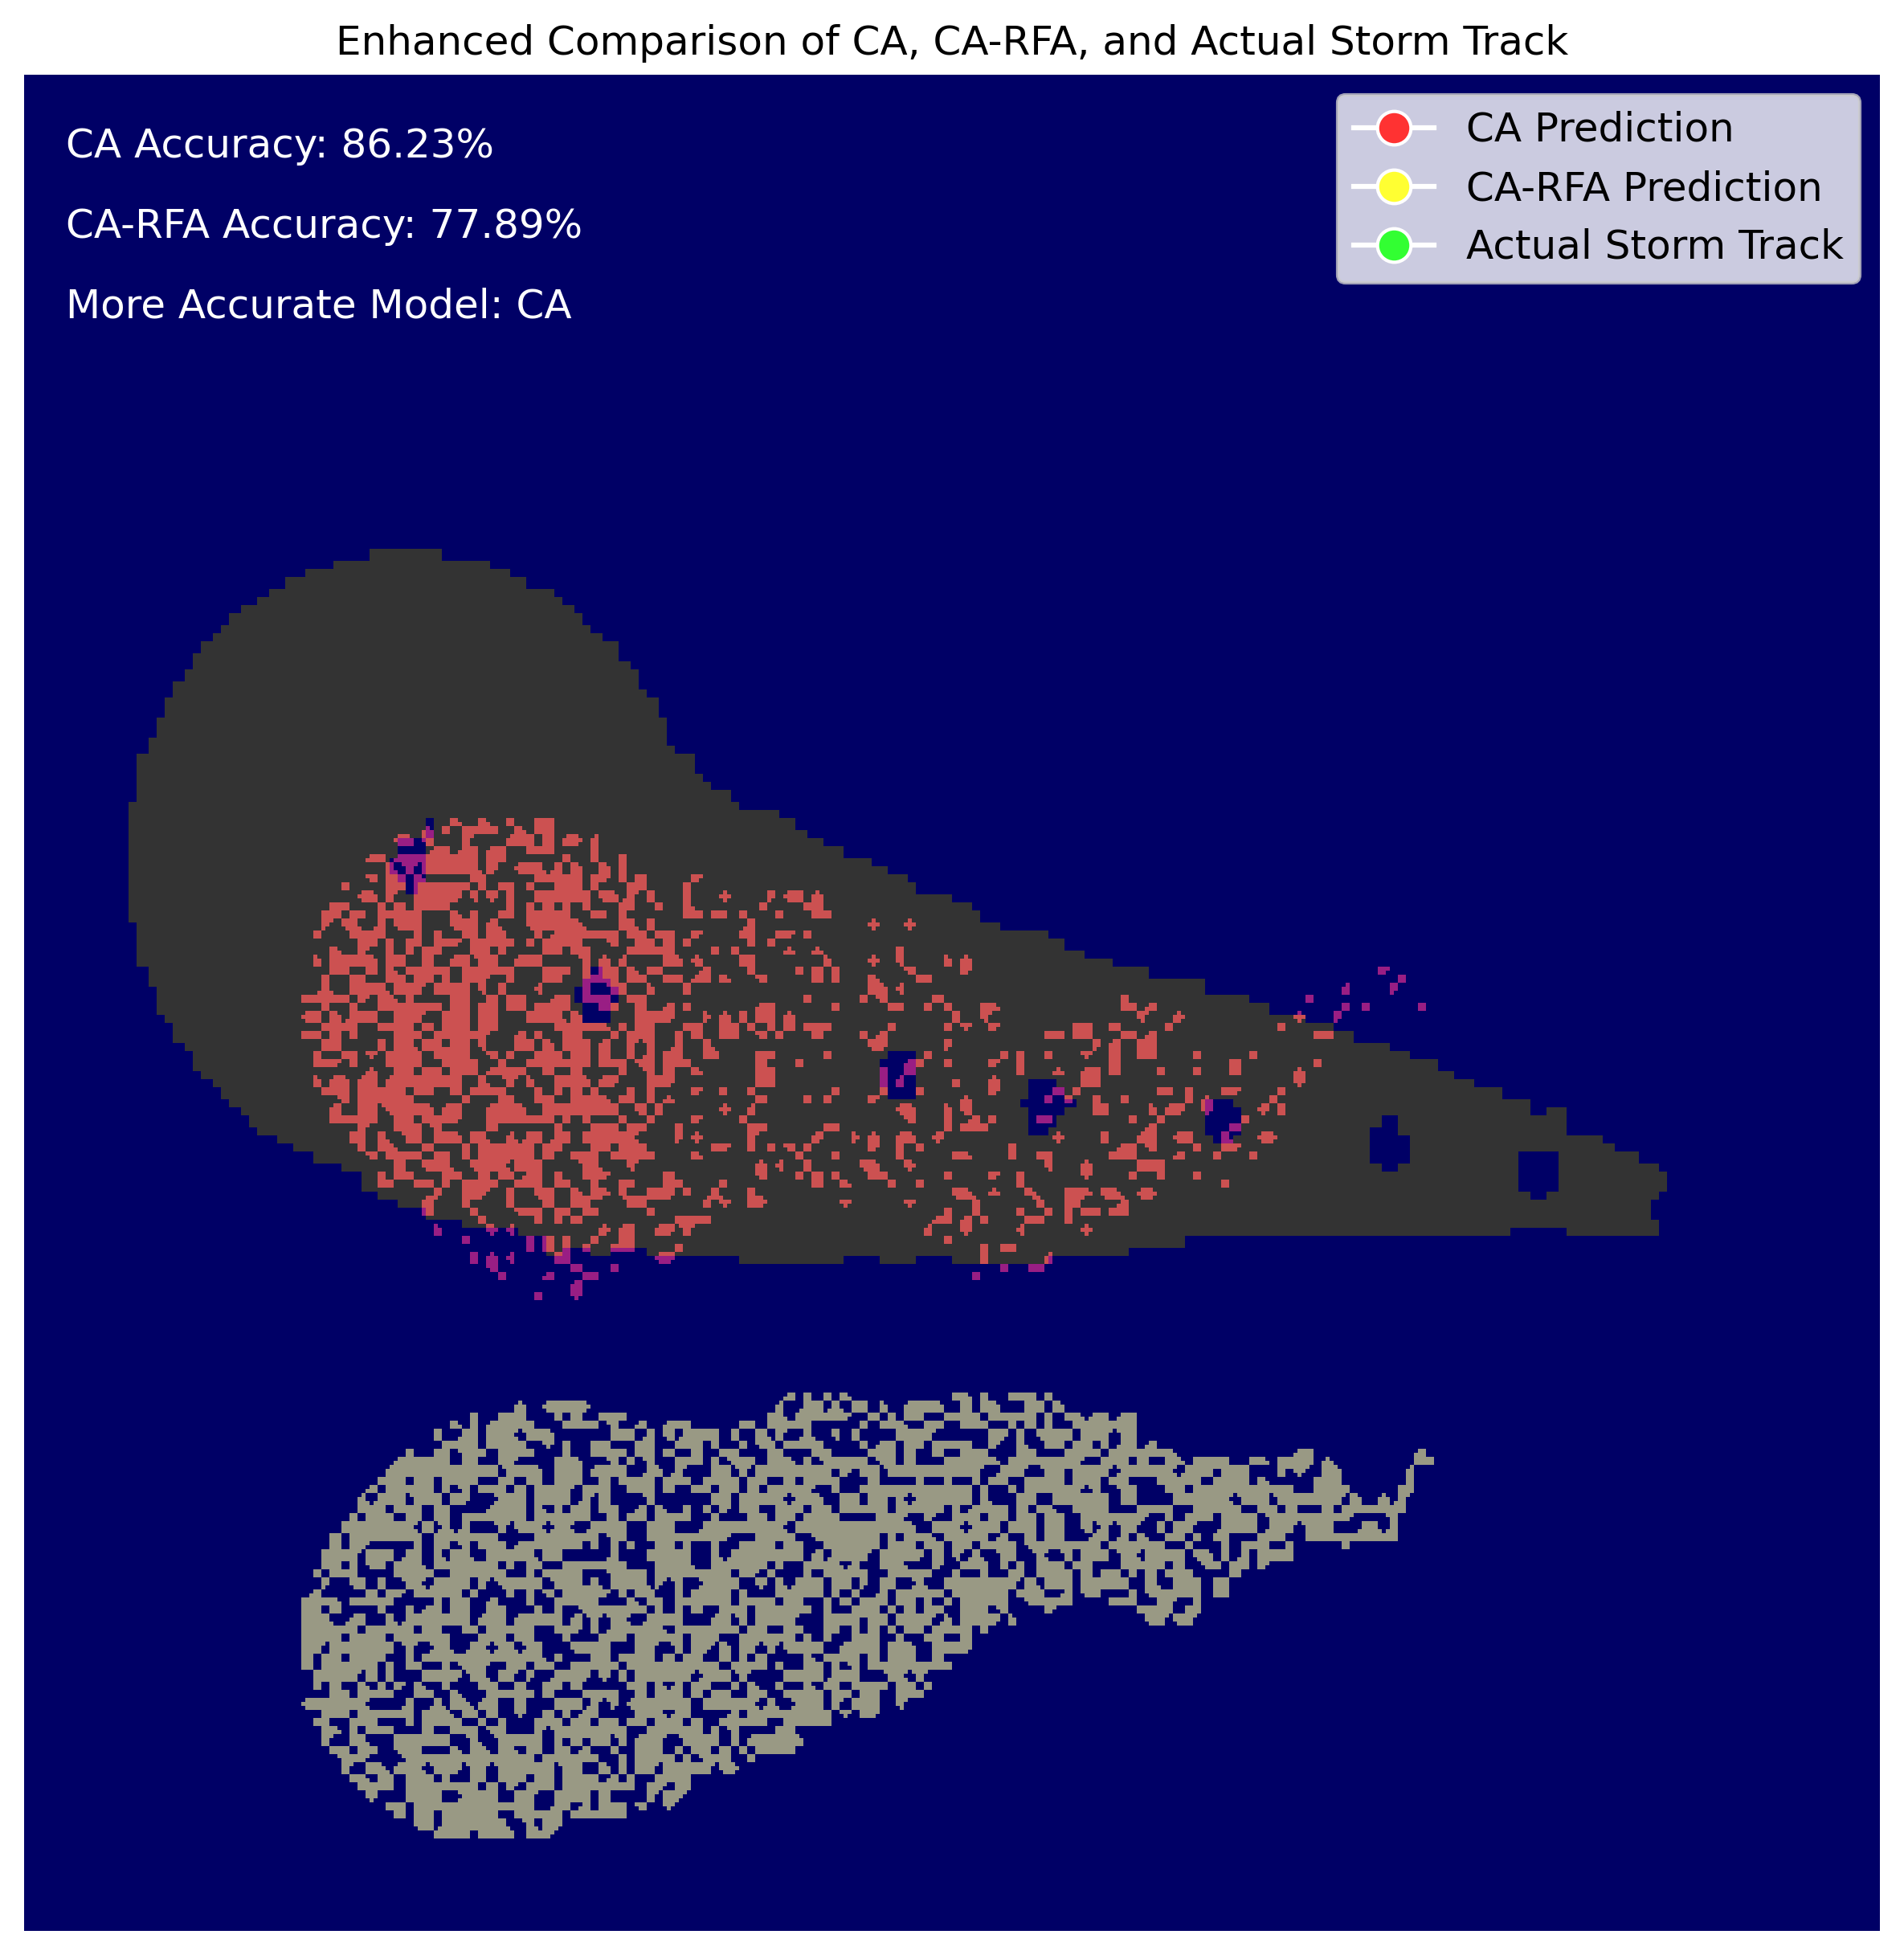 Enhanced Comparison of CA, CA-RFA, and Actual Storm Track
CA Accuracy: 86.23%
CA-RFA Accuracy: 77.89%
More Accurate Model: CA
CA Prediction
CA-RFA Prediction
Actual Storm Track